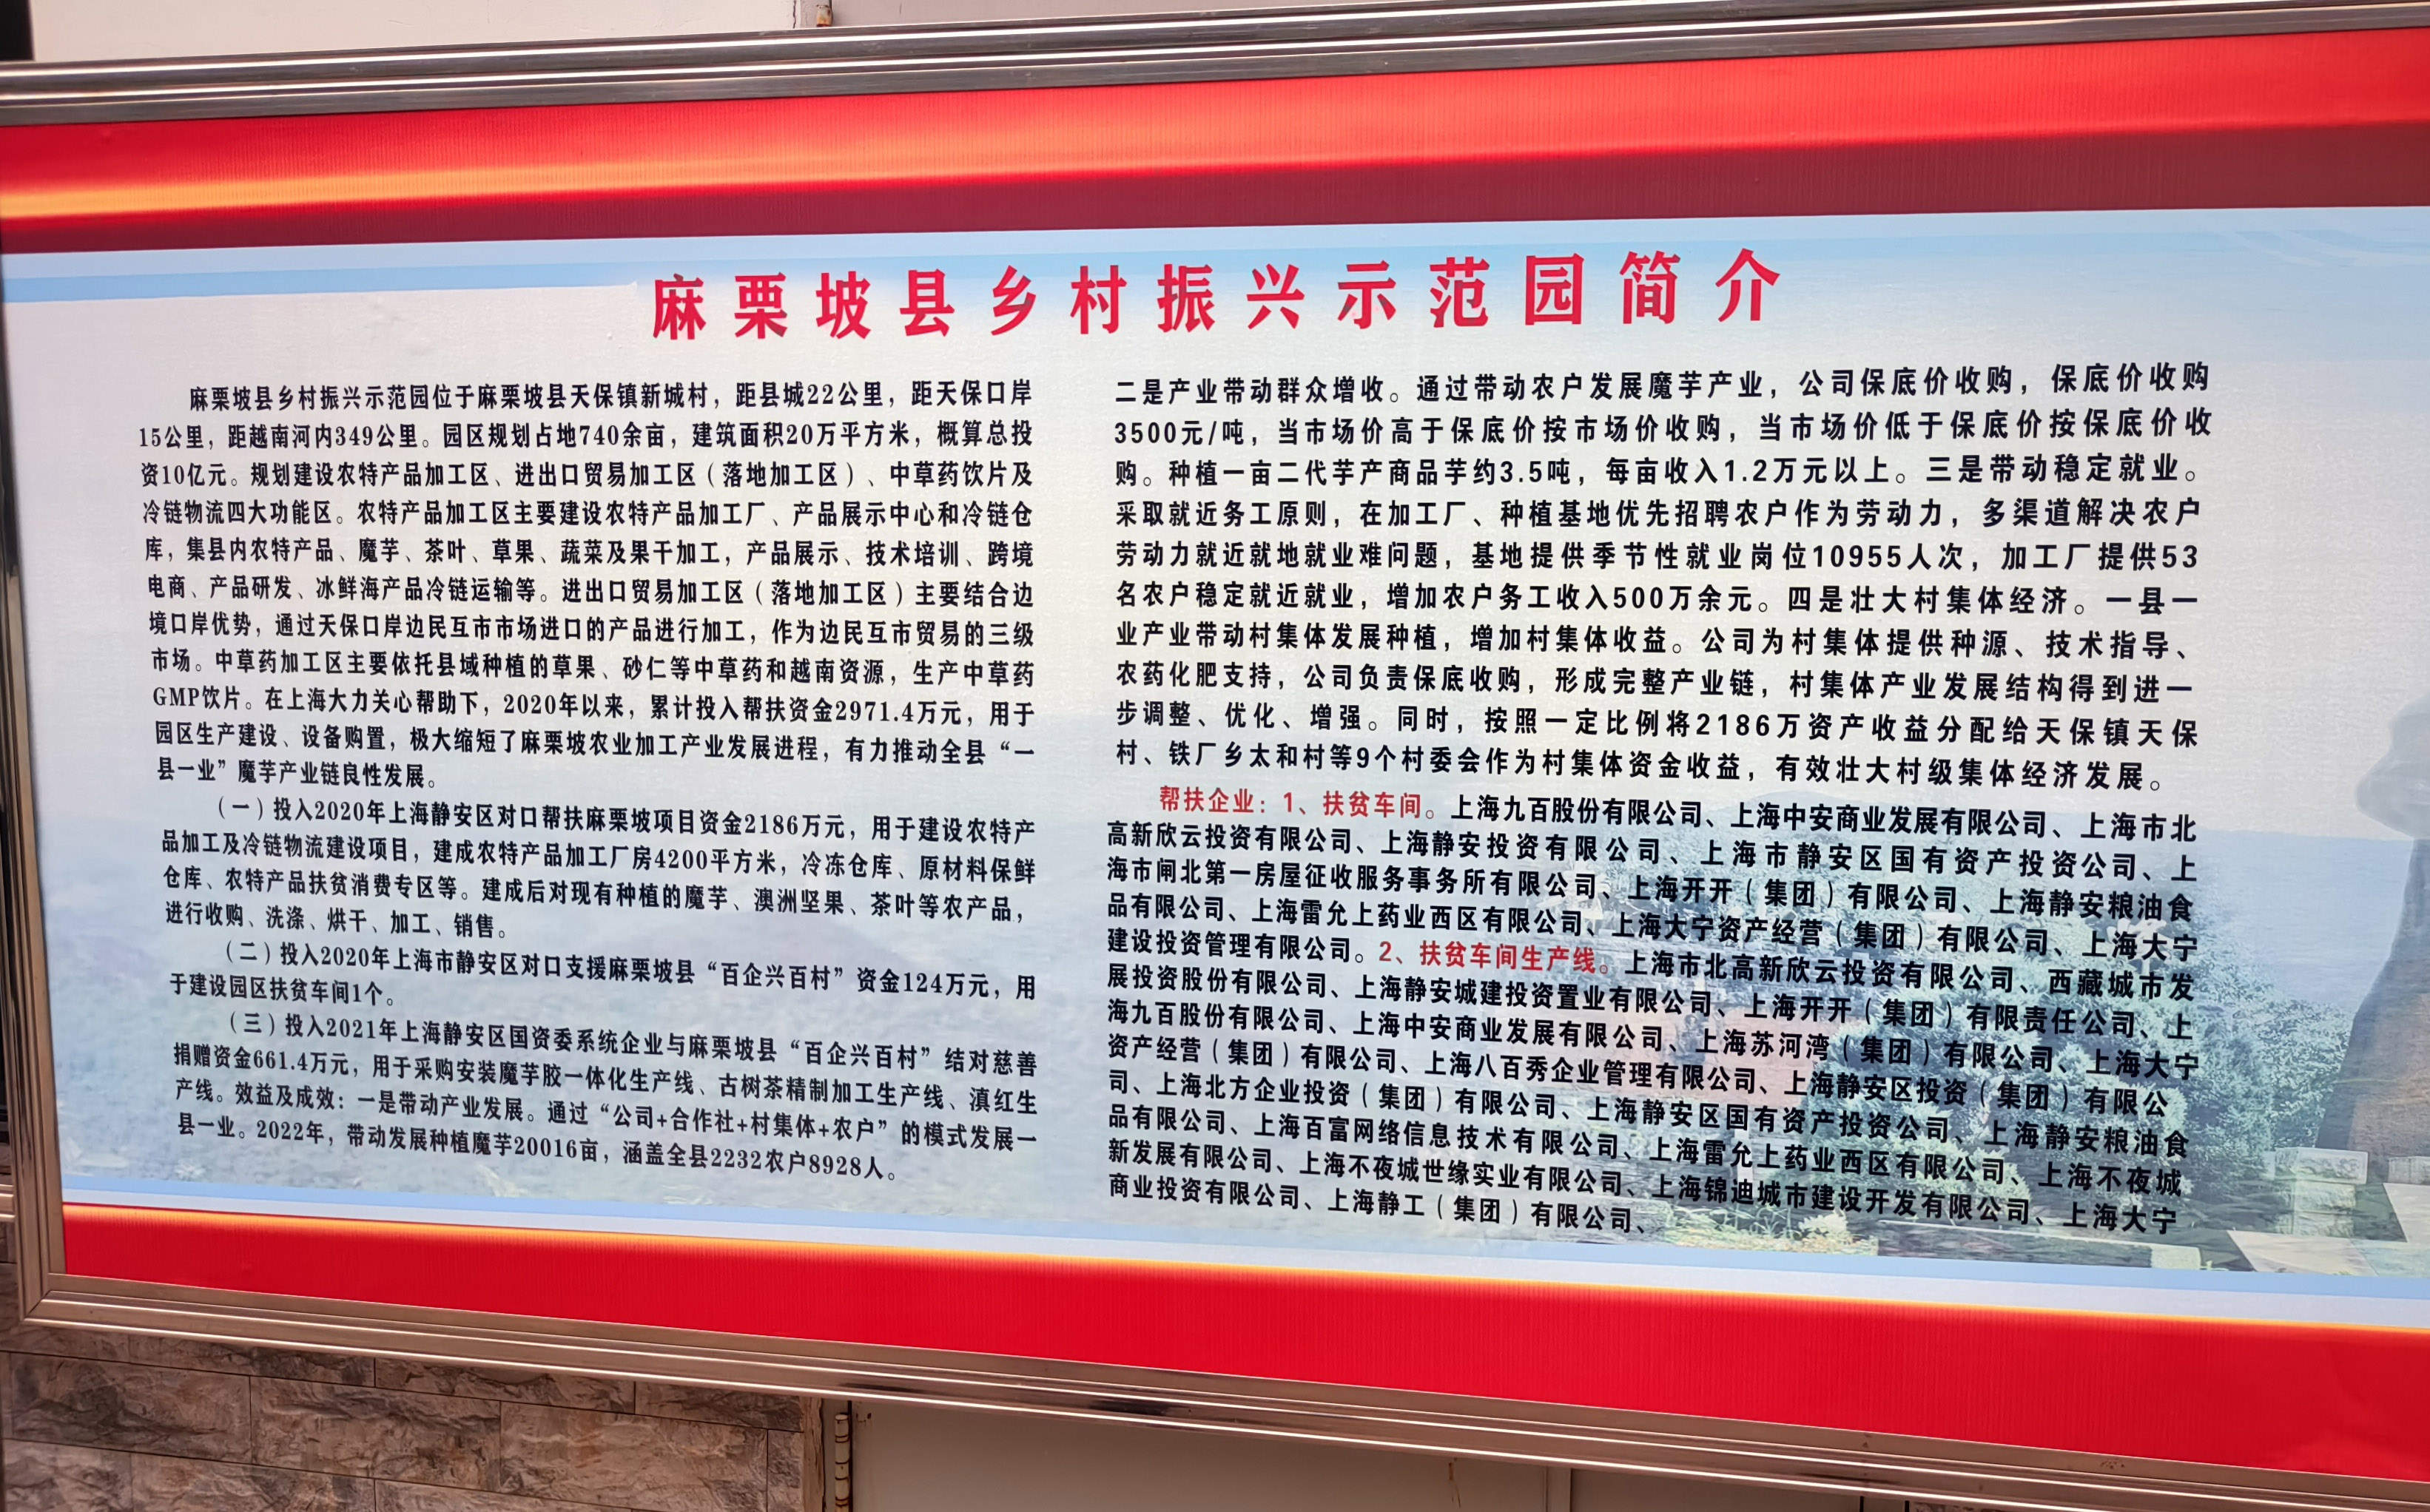 麻栗坡县乡村振兴示范园简介
麻栗坡县乡村振兴示范园位于麻栗坡县天保镇新城村，距县城22公里，距天保口岸
15公里，距越南河内349公里。园区规划占地740余亩，建筑面积20万平方米，概算总投
资10亿元。规划建设农特产品加工区、进出口贸易加工区（落地加工区）、中草药饮片及
冷链物流四大功能区。农特产品加工区主要建设农特产品加工厂、产品展示中心和冷链仓
库，集县内农特产品、魔芋、茶叶、草果、蔬菜及果干加工，产品展示、技术培训、跨境
电商、产品研发、冰鲜海产品冷链运输等。进出口贸易加工区（落地加工区）主要结合边
境口岸优势，通过天保口岸边民互市市场进口的产品进行加工，作为边民互市贸易的三级
市场。中草药加工区主要依托县域种植的草果、砂仁等中草药和越南资源，生产中草药
GMP饮片。在上海大力关心帮助下，2020年以来，累计投入帮扶资金2971.4万元，用于
园区生产建设、设备购置，极大缩短了麻栗坡农业加工产业发展进程，有力推动全县“一
县一业”魔芋产业链良性发展。
（一）投入2020年上海静安区对口帮扶麻栗坡项目资金2186万元，用于建设农特产
品加工及冷链物流建设项目，建成农特产品加工厂房4200平方米，冷冻仓库、原材料保鲜
仓库、农特产品扶贫消费专区等。建成后对现有种植的魔芋、澳洲坚果、茶叶等农产品，
进行收购、洗涤、烘干、加工、销售。
（二）投入2020年上海市静安区对口支援麻栗坡县“百企兴百村”资金124万元，用
于建设园区扶贫车间1个。
（三）投入2021年上海静安区国资委系统企业与麻栗坡县“百企兴百村”结对慈善
捐赠资金661.4万元，用于采购安装魔芋胶一体化生产线、古树茶精制加工生产线、滇红生
产线。效益及成效：一是带动产业发展。通过“公司+合作社+村集体+农户”的模式发展一
县一业。2022年，带动发展种植魔芋20016亩，涵盖全县2232农户8928人。
二是产业带动群众增收。通过带动农户发展魔芋产业，公司保底价收购，保底价收购
3500元/吨，当市场价高于保底价按市场价收购，当市场价低于保底价按保底价收
购。种植一亩二代芋产商品芋约3.5吨，每亩收入1.2万元以上。三是带动稳定就业。
采取就近务工原则，在加工厂、种植基地优先招聘农户作为劳动力，多渠道解决农户
劳动力就近就地就业难问题，基地提供季节性就业岗位10955人次，加工厂提供53
名农户稳定就近就业，增加农户务工收入500万余元。四是壮大村集体经济。一县一
业产业带动村集体发展种植，增加村集体收益。公司为村集体提供种源、技术指导、
农药化肥支持，公司负责保底收购，形成完整产业链，村集体产业发展结构得到进一
步调整、优化、增强。同时，按照一定比例将2186万资产收益分配给天保镇天保
村、铁厂乡太和村等9个村委会作为村集体资金收益，有效壮大村级集体经济发展。
帮扶企业：1、扶贫车间。上海九百股份有限公司、上海中安商业发展有限公司、上海市北
高新欣云投资有限公司、上海静安投资有限公司、上海市静安区国有资产投资公司、上
海市闸北第一房屋征收服务事务所有限公司、上海开开（集团）有限公司、上海静安粮油食
品有限公司、上海雷允上药业西区有限公司、上海大宁资产经营（集团）有限公司、上海大宁
建设投资管理有限公司。2、扶贫车间生产线。上海市北高新欣云投资有限公司、西藏城市发
展投资股份有限公司、上海静安城建投资置业有限公司、上海开开（集团）有限责任公司、上
海九百股份有限公司、上海中安商业发展有限公司、上海苏河湾（集团）有限公司、上海大宁
资产经营（集团）有限公司、上海八百秀企业管理有限公司、上海静安区投资（集团）有限公
司、上海北方企业投资（集团）有限公司、上海静安区国有资产投资公司、上海静安粮油食
品有限公司、上海百富网络信息技术有限公司、上海雷允上药业西区有限公司、上海不夜城
新发展有限公司、上海不夜城世缘实业有限公司、上海锦迪城市建设开发有限公司、上海大宁
商业投资有限公司、上海静工（集团）有限公司、